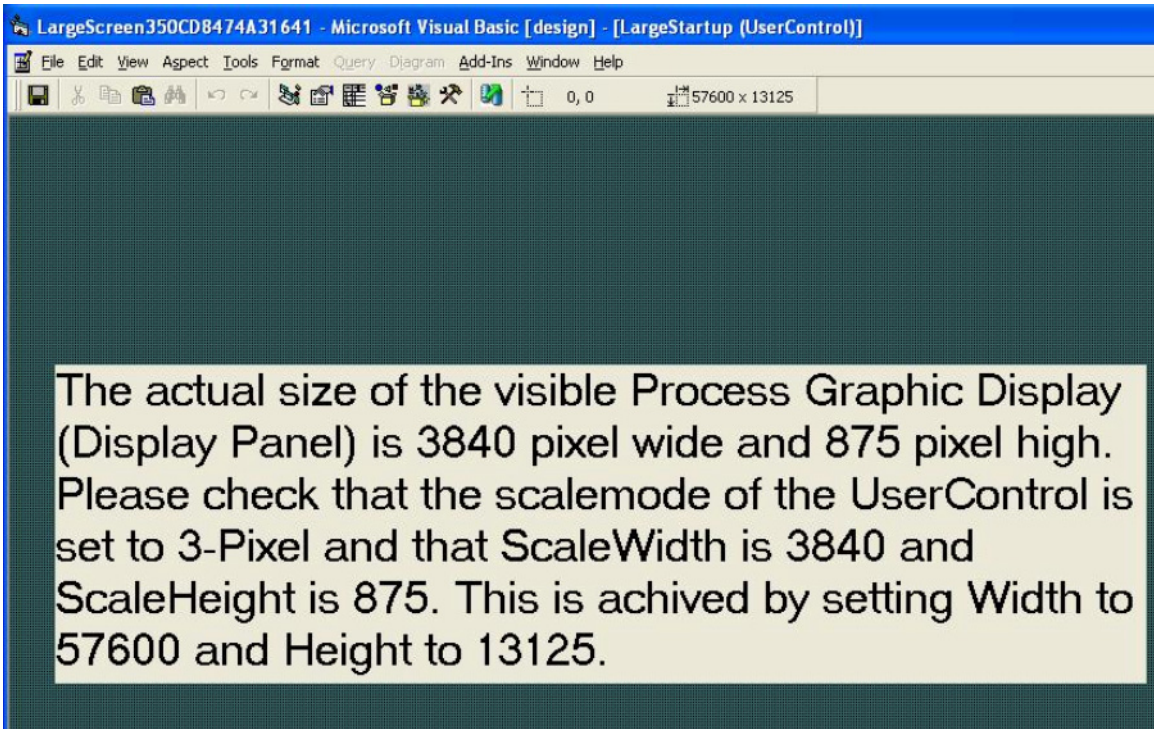 LargeScreen350CD8474A31641 - Microsoft Visual Basic [design] - [LargeStartup (UserControl)]
File Edit View Aspect Tools Format Query Diagram Add-Ins Window Help
0, 0 57600 x 13125
The actual size of the visible Process Graphic Display
(Display Panel) is 3840 pixel wide and 875 pixel high.
Please check that the scalemode of the UserControl is
set to 3-Pixel and that ScaleWidth is 3840 and
ScaleHeight is 875. This is achived by setting Width to
57600 and Height to 13125.